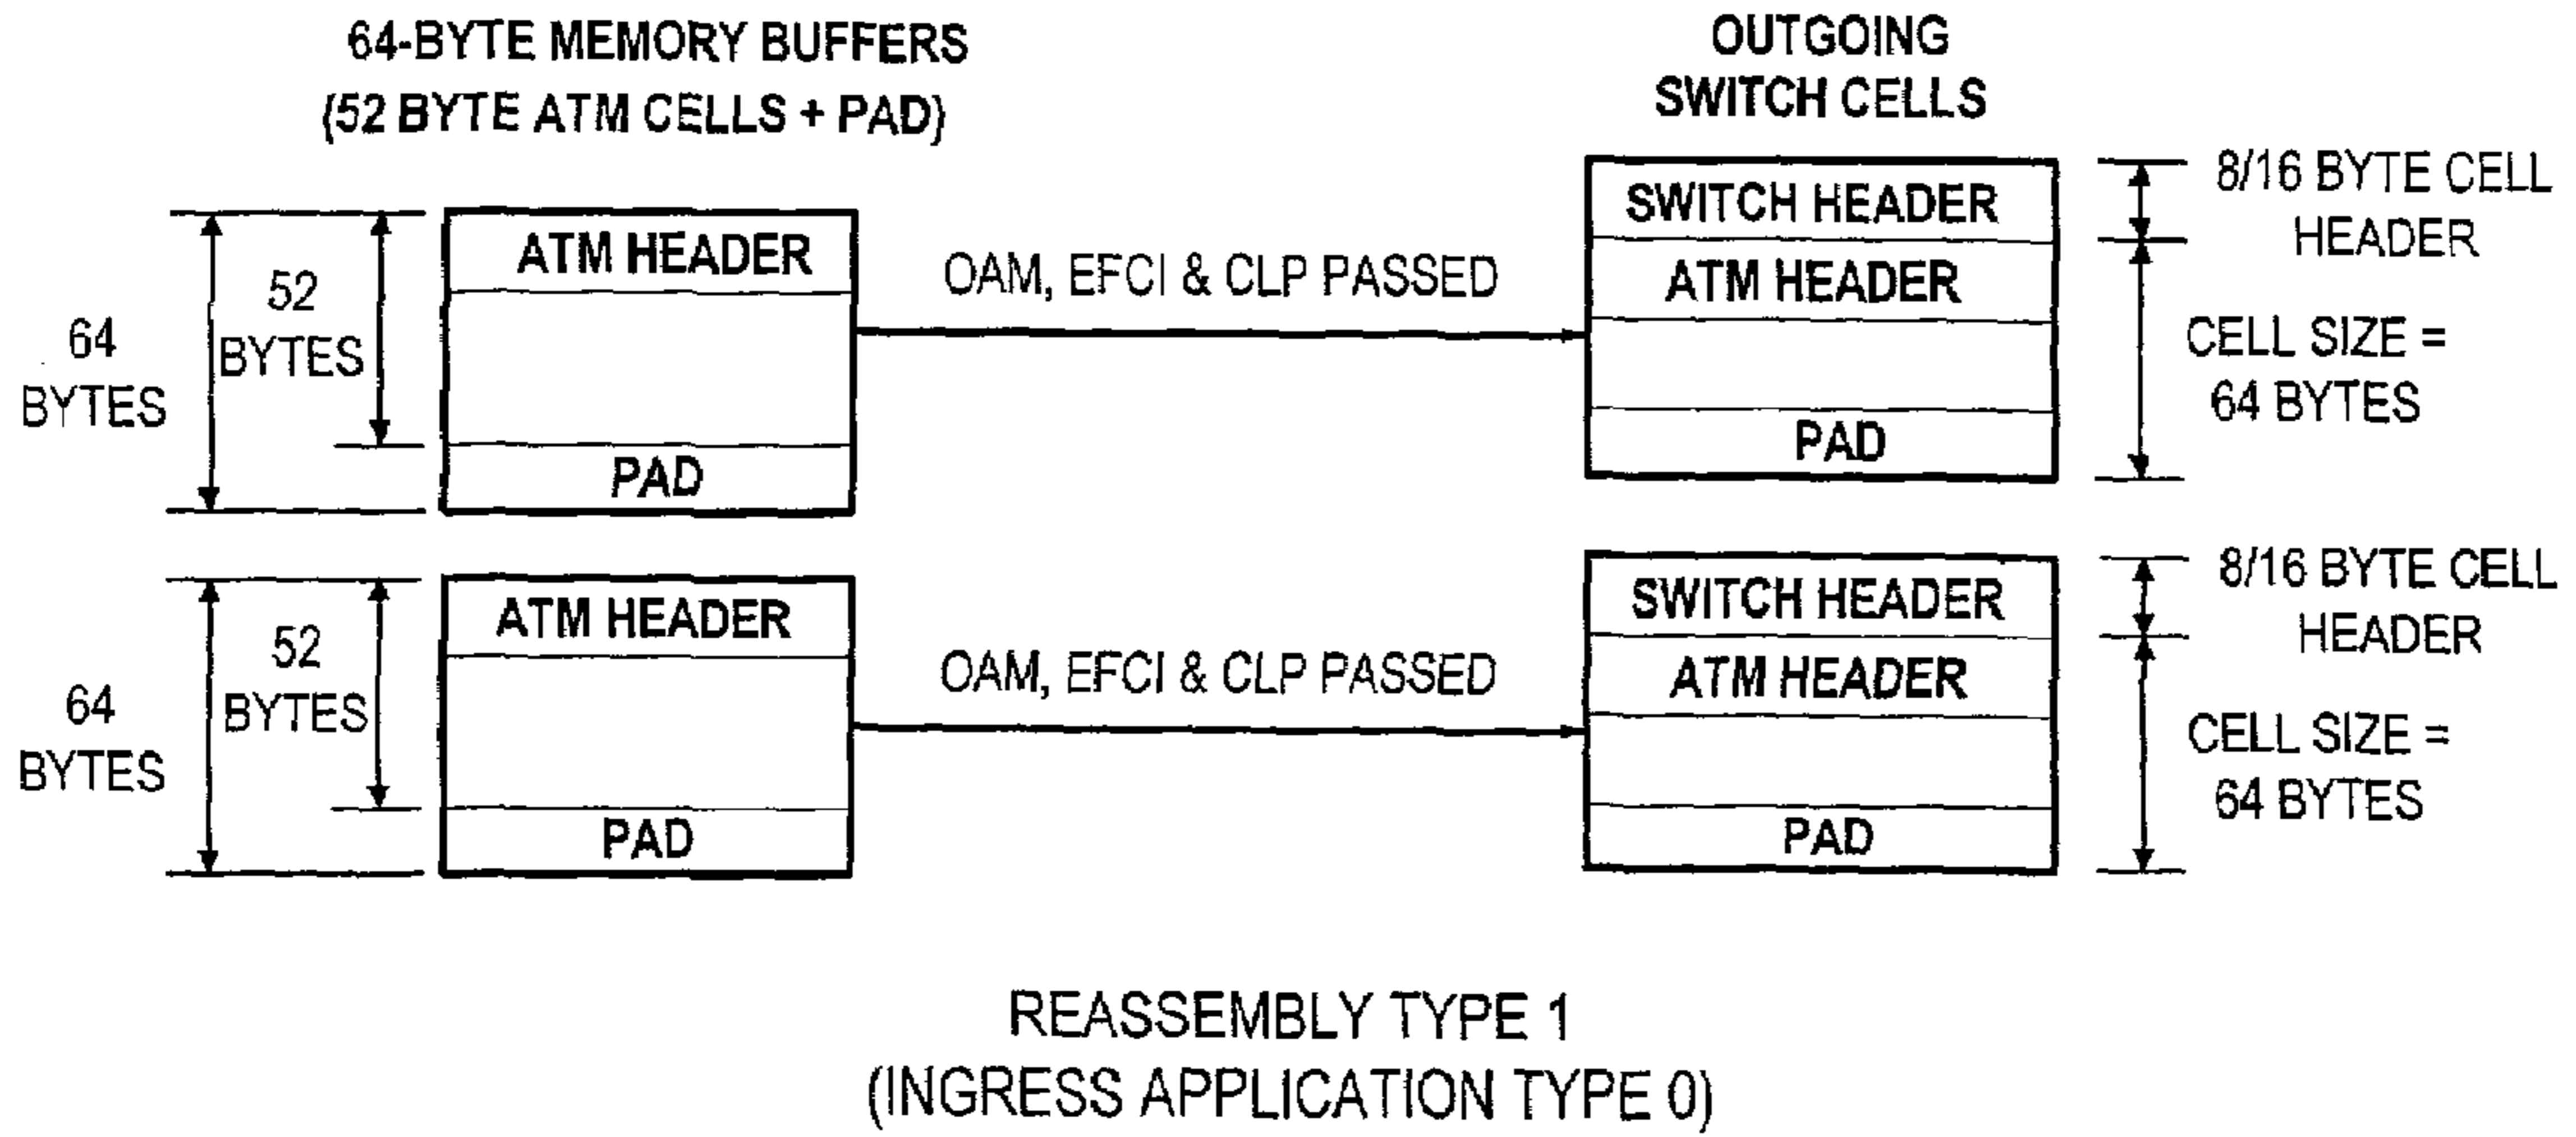 64-BYTE MEMORY BUFFERS
(52 BYTE ATM CELLS + PAD)
OUTGOING
SWITCH CELLS
64
BYTES
52
BYTES
ATM HEADER
PAD
OAM, EFCI & CLP PASSED
SWITCH HEADER
ATM HEADER
PAD
8/16 BYTE CELL
HEADER
CELL SIZE =
64 BYTES
64
BYTES
52
BYTES
ATM HEADER
PAD
OAM, EFCI & CLP PASSED
SWITCH HEADER
ATM HEADER
PAD
8/16 BYTE CELL
HEADER
CELL SIZE =
64 BYTES
REASSEMBLY TYPE 1
(INGRESS APPLICATION TYPE 0)